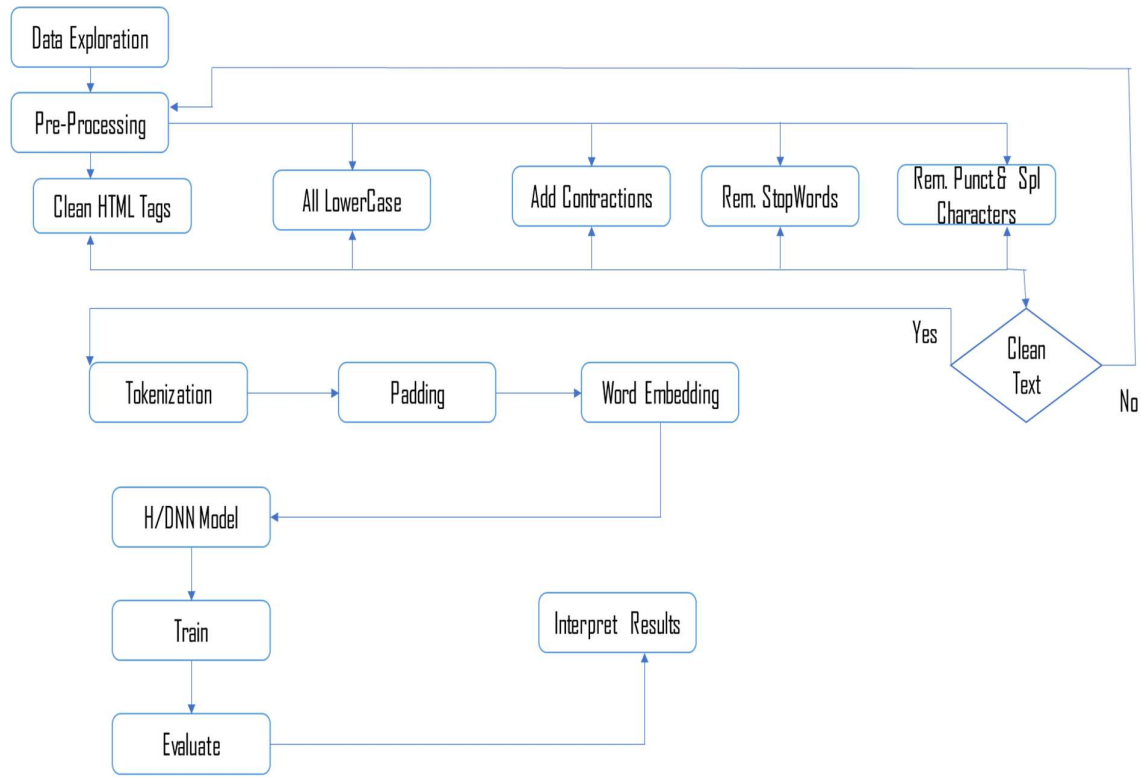 Data Exploration
Pre-Processing
Clean HTML Tags
All LowerCase
Add Contractions
Rem. StopWords
Rem. Punct.& Spl
Characters
Yes
Clean
Text
No
Tokenization
Padding
Word Embedding
H/DNN Model
Train
Interpret Results
Evaluate